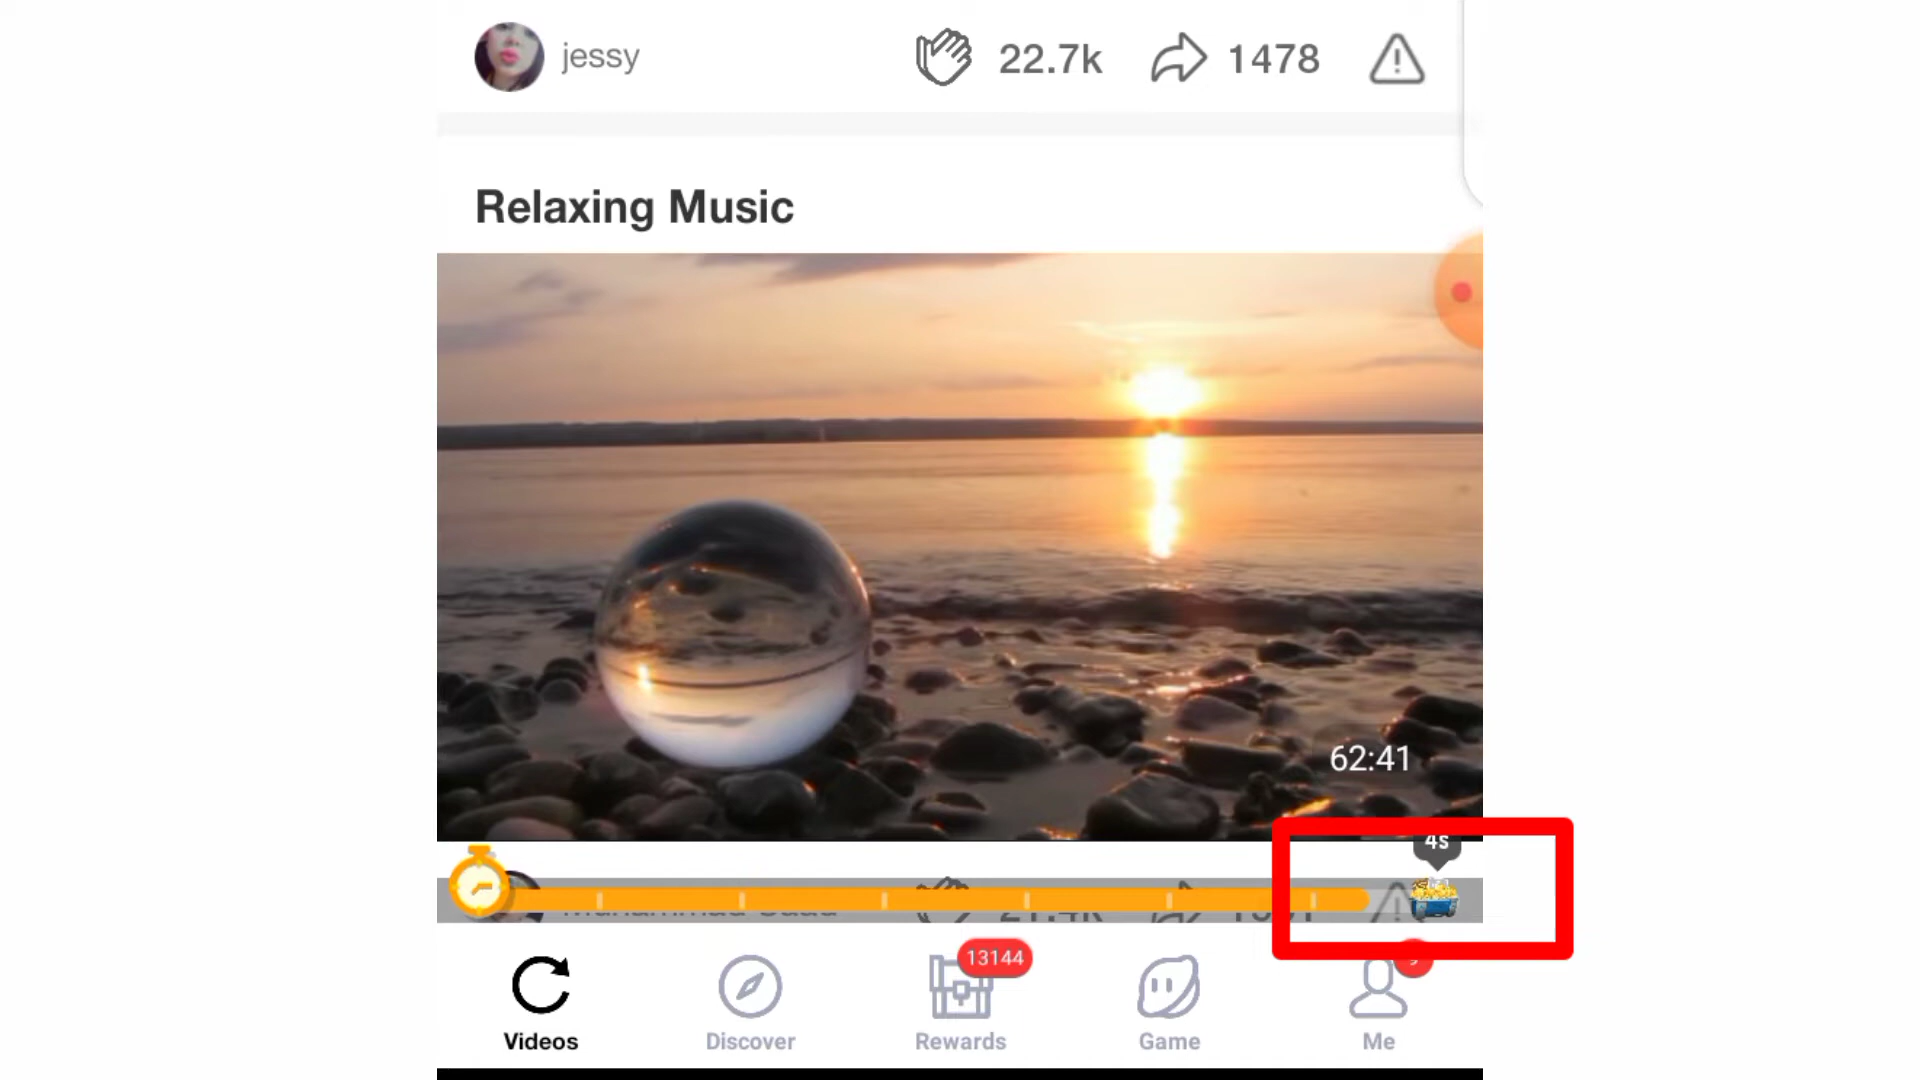 jessy 22.7k 1478
Relaxing Music
62:41
4s
13144
Videos Discover Rewards Game Me